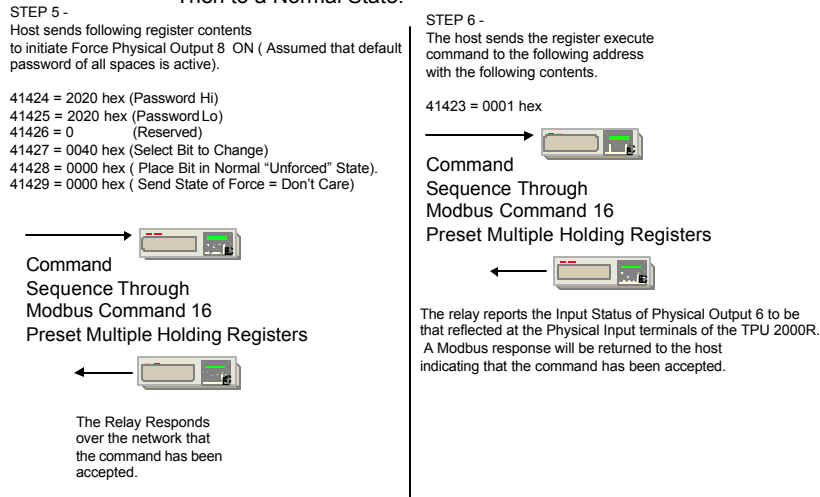 Then to a Normal State.
STEP 5 -
Host sends following register contents
to initiate Force Physical Output 8 ON ( Assumed that default
password of all spaces is active).
41424 = 2020 hex (Password Hi)
41425 = 2020 hex (Password Lo)
41426 = 0 (Reserved)
41427 = 0040 hex (Select Bit to Change)
41428 = 0000 hex ( Place Bit in Normal “Unforced” State).
41429 = 0000 hex ( Send State of Force = Don’t Care)
Command
Sequence Through
Modbus Command 16
Preset Multiple Holding Registers
The Relay Responds
over the network that
the command has been
accepted.
STEP 6 -
The host sends the register execute
command to the following address
with the following contents.
41423 = 0001 hex
Command
Sequence Through
Modbus Command 16
Preset Multiple Holding Registers
The relay reports the Input Status of Physical Output 6 to be
that reflected at the Physical Input terminals of the TPU 2000R.
A Modbus response will be returned to the host
indicating that the command has been accepted.